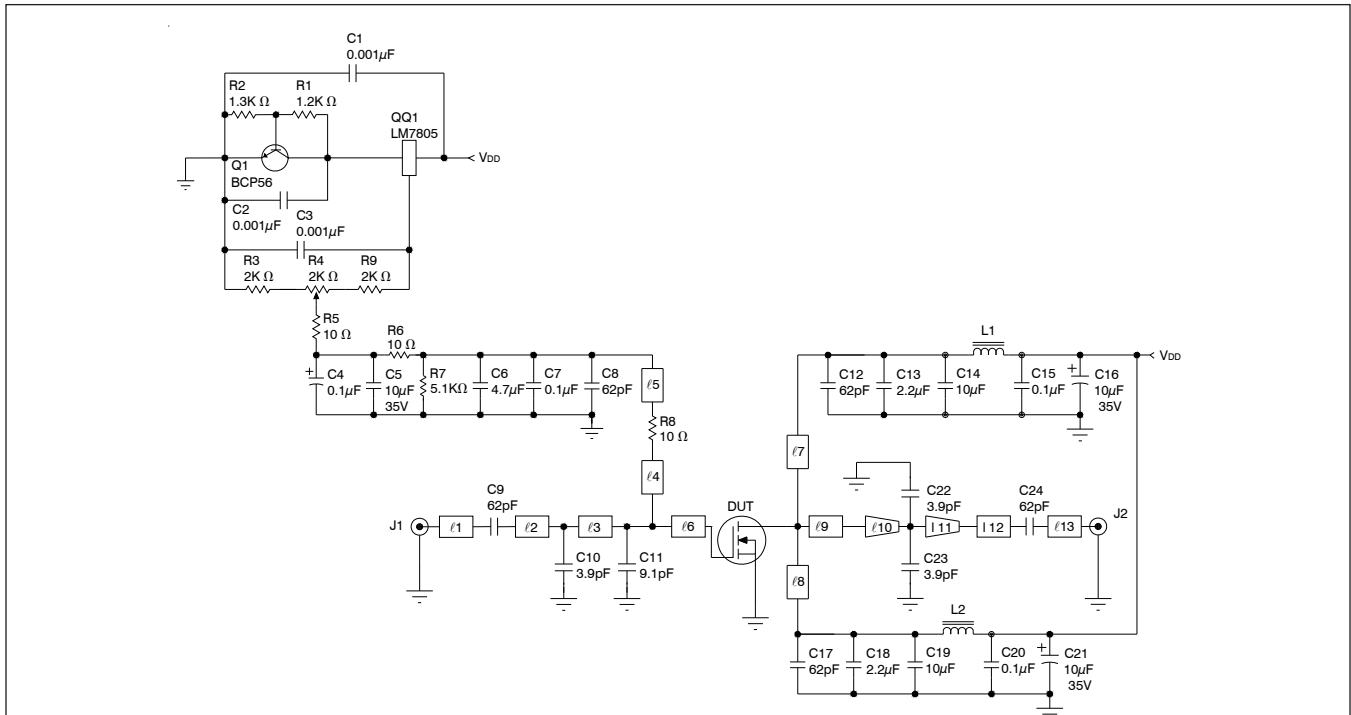 C1
0.001µF
R2
1.3K Ω
R1
1.2K Ω
QQ1
LM7805
VDD
Q1
BCP56
C2
0.001µF
C3
0.001µF
R3
2K Ω
R4
2K Ω
R9
2K Ω
R5
10 Ω
R6
10 Ω
C4
0.1µF
C5
10µF
35V
R7
5.1KΩ
C6
4.7µF
C7
0.1µF
C8
62pF
ℓ5
R8
10 Ω
ℓ4
L1
VDD
C12
62pF
C13
2.2µF
C14
10µF
C15
0.1µF
C16
10µF
35V
ℓ7
J1
ℓ1
C9
62pF
ℓ2
ℓ3
C10
3.9pF
C11
9.1pF
ℓ6
DUT
ℓ9
ℓ10
C22
3.9pF
l11
l12
C24
62pF
ℓ13
J2
C23
3.9pF
ℓ8
L2
C17
62pF
C18
2.2µF
C19
10µF
C20
0.1µF
C21
10µF
35V
+
+
+